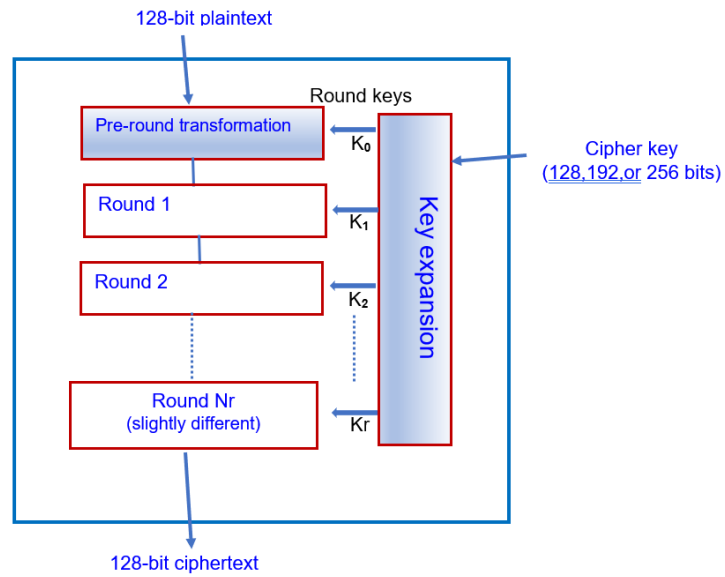 128-bit plaintext
Round keys
Pre-round transformation
K₀
Cipher key
(128,192,or 256 bits)
Round 1
K₁
Key expansion
Round 2
K₂
Round Nr
(slightly different)
Kr
128-bit ciphertext